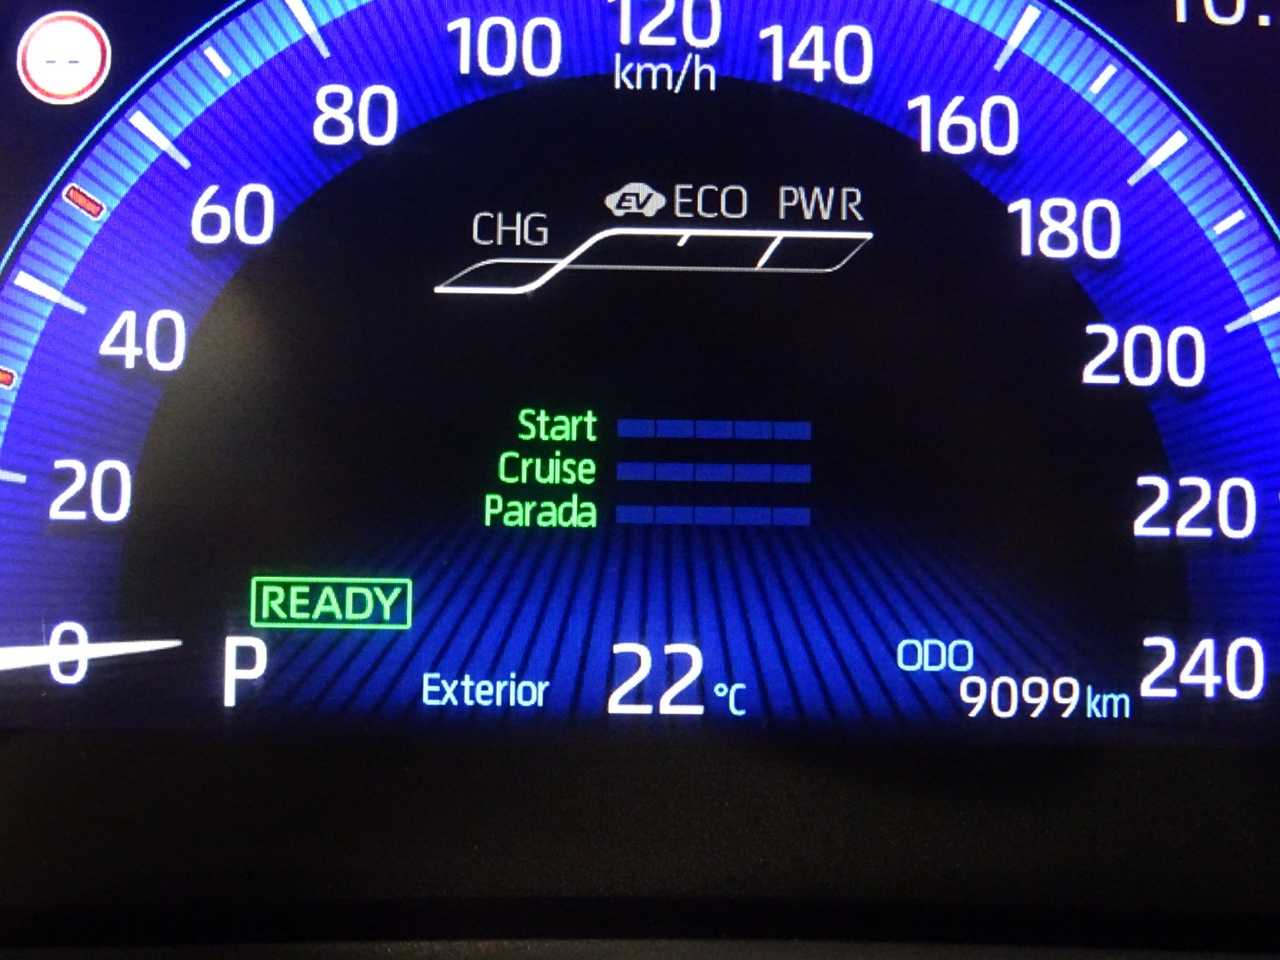 --
100 120 140
km/h
80 160
60 180
CHG EV ECO PWR
40 200
Start
Cruise
20 Parada 220
READY
0 P Exterior 22 °C ODO 240
9099 km